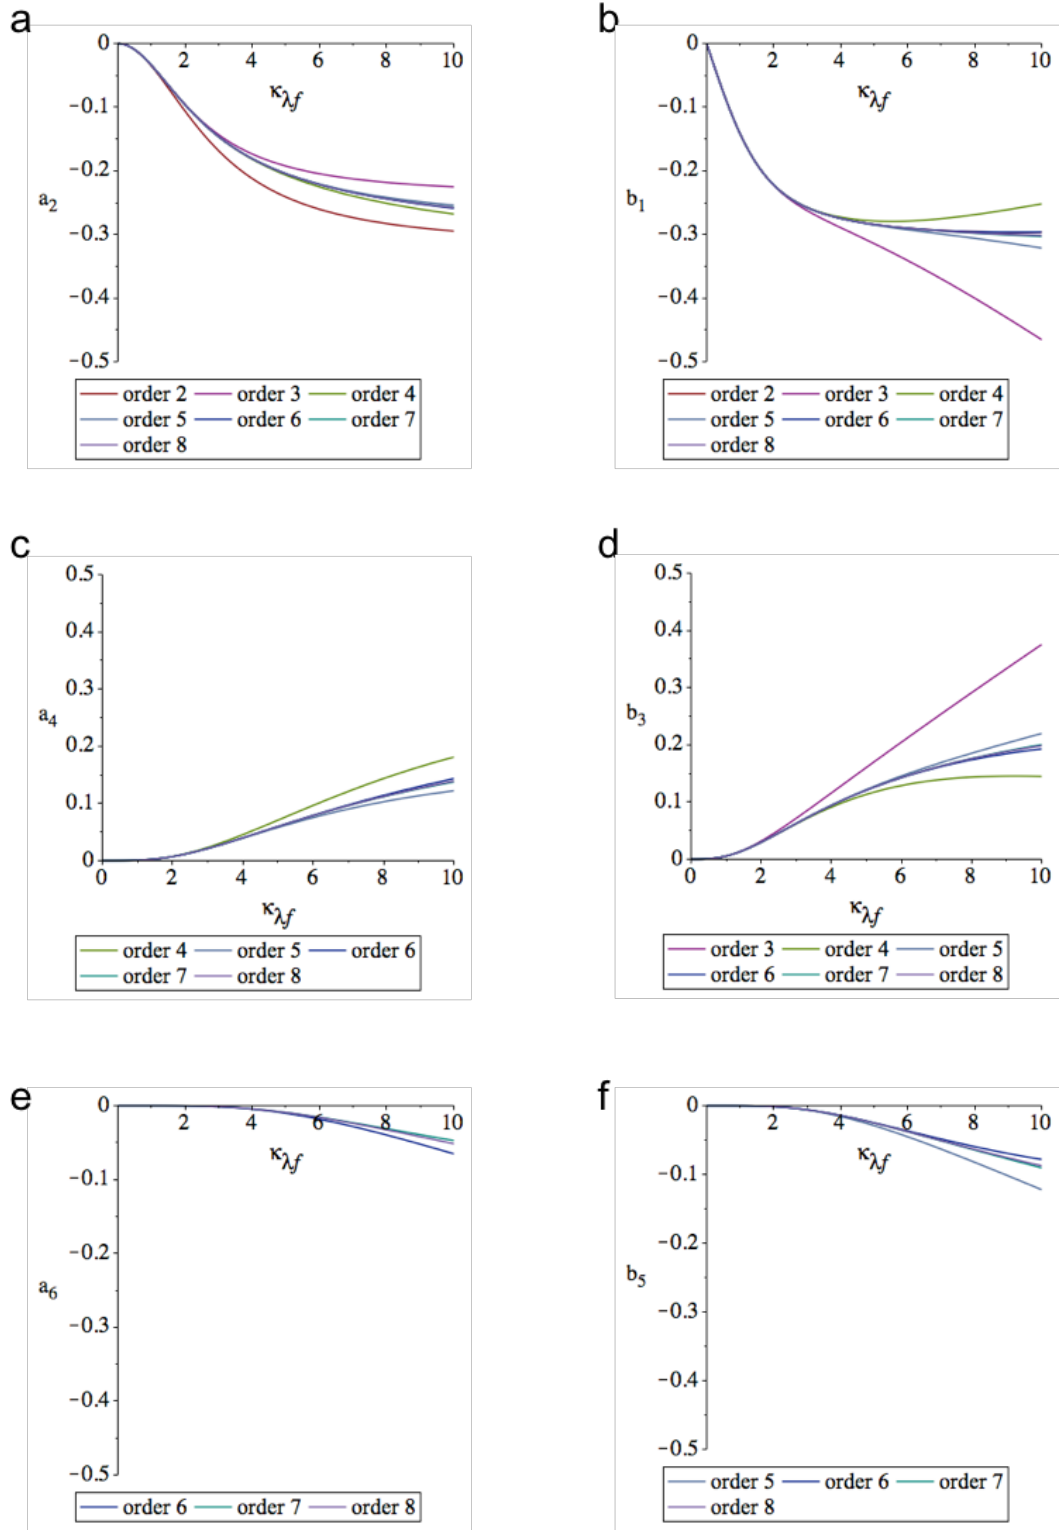 a
0
2
4
6
8
10
κλf
−0.1
−0.2
a2
−0.3
−0.4
−0.5
order 2 order 3 order 4
order 5 order 6 order 7
order 8
b
0
2
4
6
8
10
κλf
−0.1
−0.2
b1
−0.3
−0.4
−0.5
order 2 order 3 order 4
order 5 order 6 order 7
order 8
c
0.5
0.4
0.3
a4
0.2
0.1
0
0 2 4 6 8 10
κλf
order 4 order 5 order 6
order 7 order 8
d
0.5
0.4
0.3
b3
0.2
0.1
0
0 2 4 6 8 10
κλf
order 3 order 4 order 5
order 6 order 7 order 8
e
0
2 4 6 8 10
κλf
−0.1
−0.2
a6
−0.3
−0.4
−0.5
order 6 order 7 order 8
f
0
2 4 6 8 10
κλf
−0.1
−0.2
b5
−0.3
−0.4
−0.5
order 5 order 6 order 7
order 8